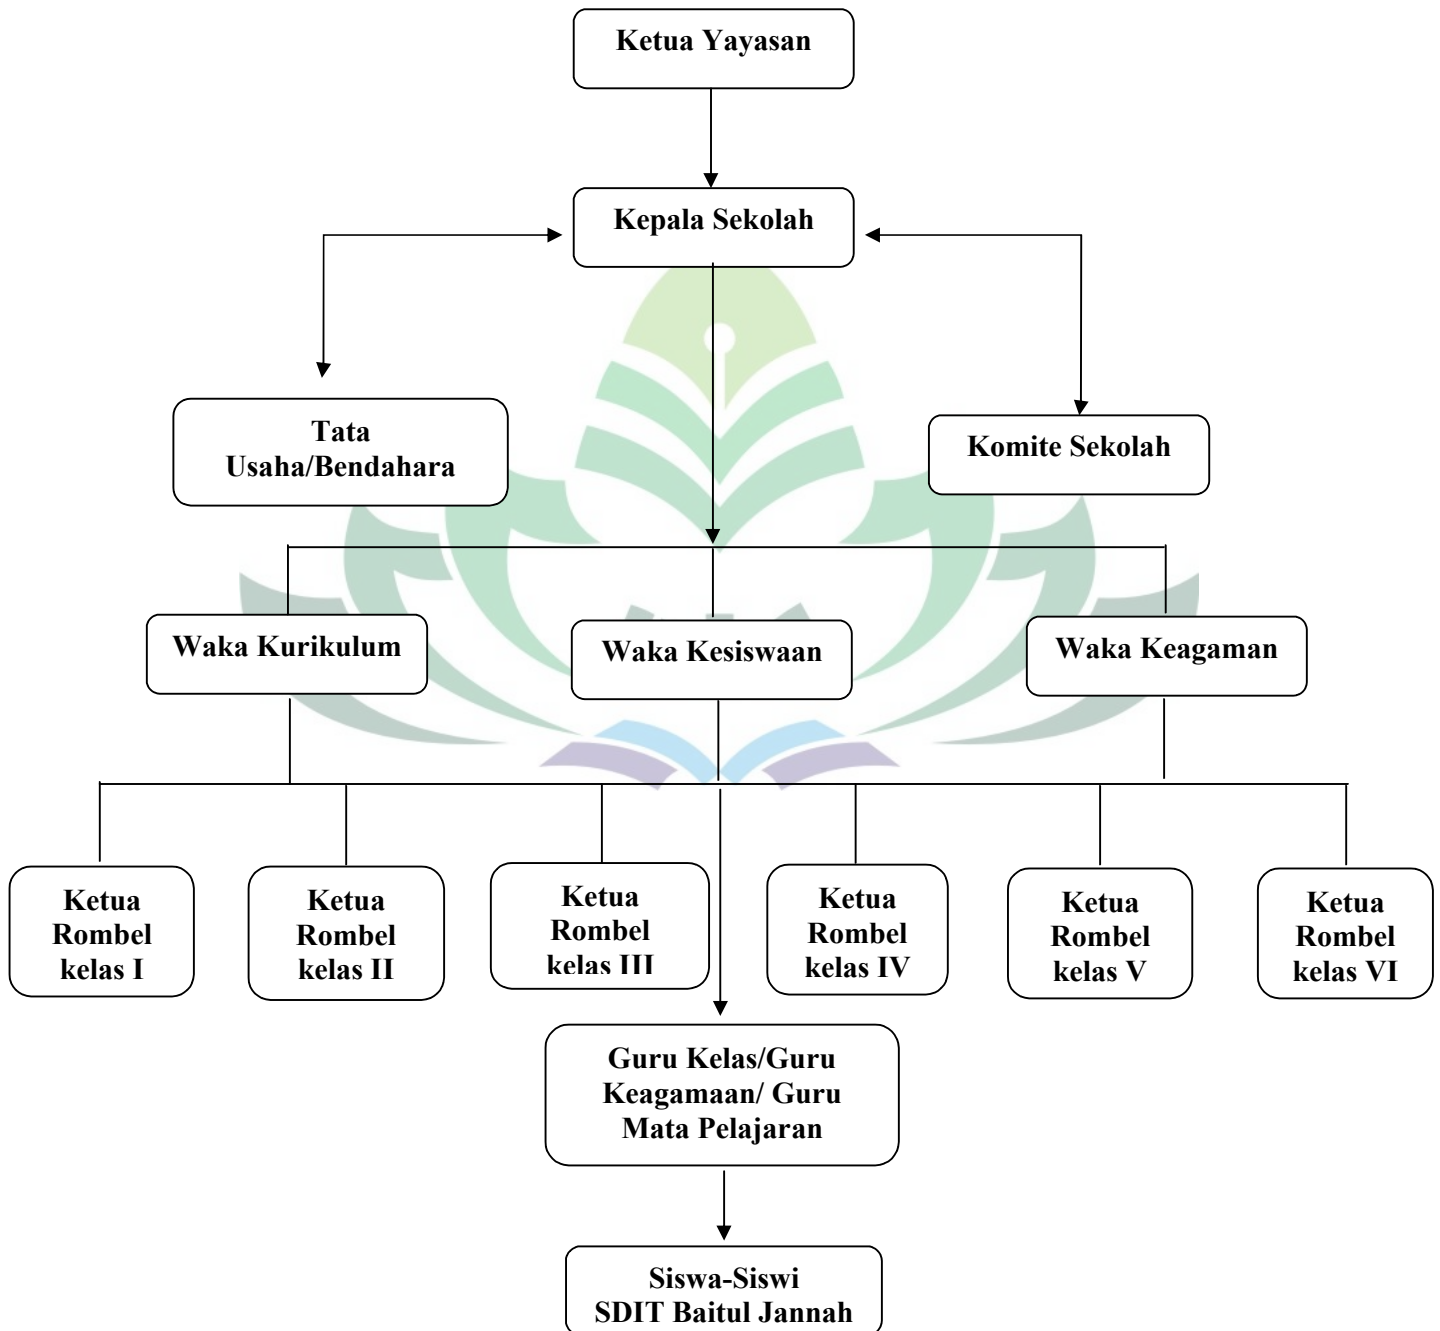 Ketua Yayasan
Kepala Sekolah
Tata
Usaha/Bendahara
Komite Sekolah
Waka Kurikulum
Waka Kesiswaan
Waka Keagaman
Ketua
Rombel
kelas I
Ketua
Rombel
kelas II
Ketua
Rombel
kelas III
Ketua
Rombel
kelas IV
Ketua
Rombel
kelas V
Ketua
Rombel
kelas VI
Guru Kelas/Guru
Keagamaan/ Guru
Mata Pelajaran
Siswa-Siswi
SDIT Baitul Jannah